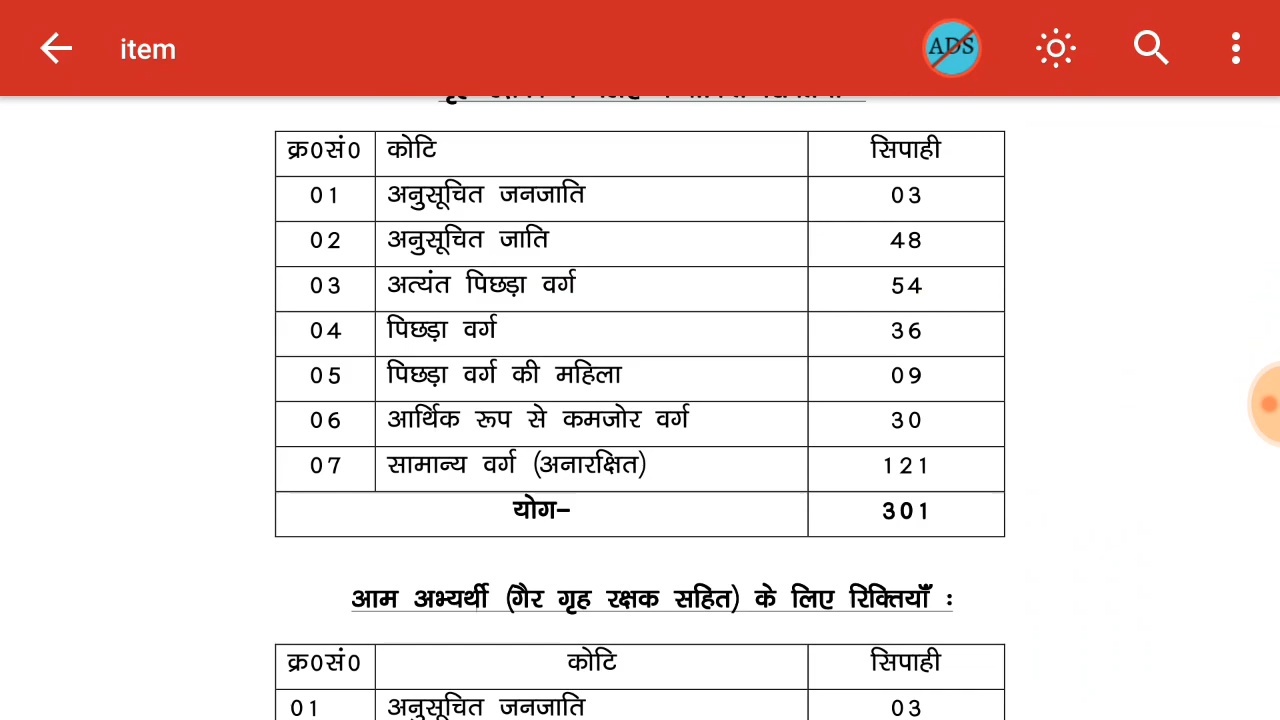 item
ADS
क्र0सं0 कोटि सिपाही
01 अनुसूचित जनजाति 03
02 अनुसूचित जाति 48
03 अत्यंत पिछड़ा वर्ग 54
04 पिछड़ा वर्ग 36
05 पिछड़ा वर्ग की महिला 09
06 आर्थिक रूप से कमजोर वर्ग 30
07 सामान्य वर्ग (अनारक्षित) 121
योग– 301
आम अभ्यर्थी (गैर गृह रक्षक सहित) के लिए रिक्तियाँ :
क्र0सं0 कोटि सिपाही
01 अनुसूचित जनजाति 03